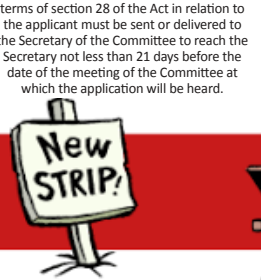 terms of section 28 of the Act in relation to
the applicant must be sent or delivered to
the Secretary of the Committee to reach the
Secretary not less than 21 days before the
date of the meeting of the Committee at
which the application will be heard.
New
STRIP!